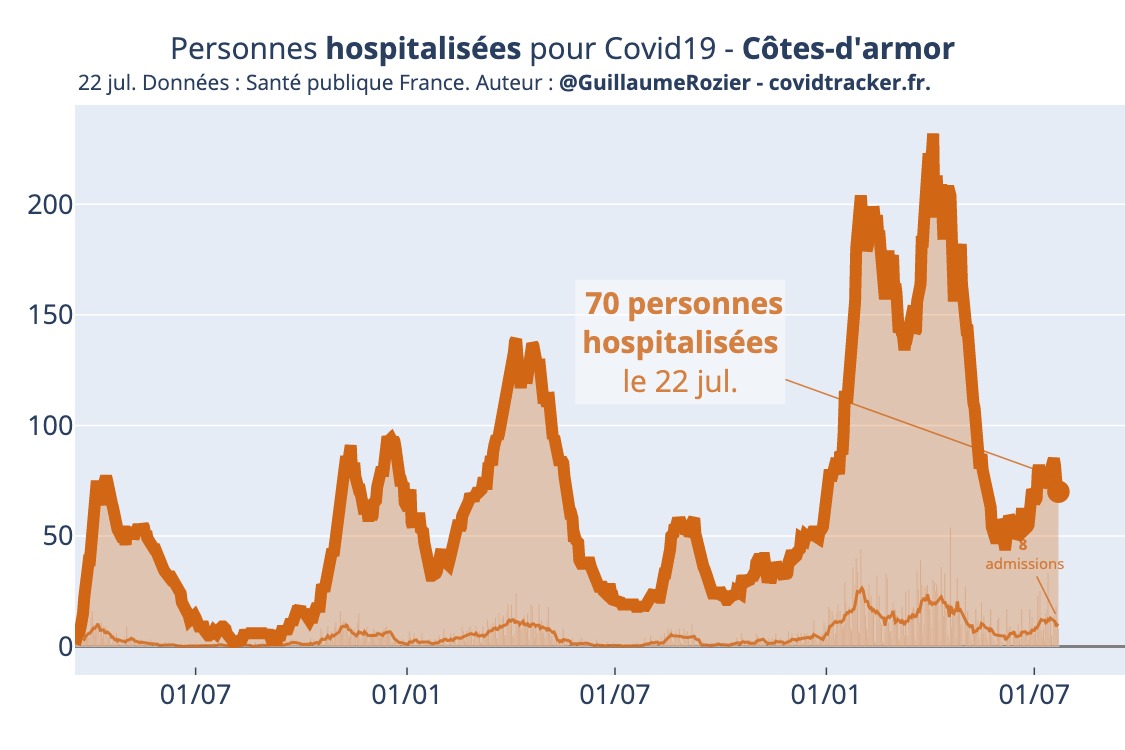 Personnes hospitalisées pour Covid19 - Côtes-d'armor
22 jul. Données : Santé publique France. Auteur : @GuillaumeRozier - covidtracker.fr.
200
150
100
50
0
70 personnes
hospitalisées
le 22 jul.
8
admissions
01/07
01/01
01/07
01/01
01/07